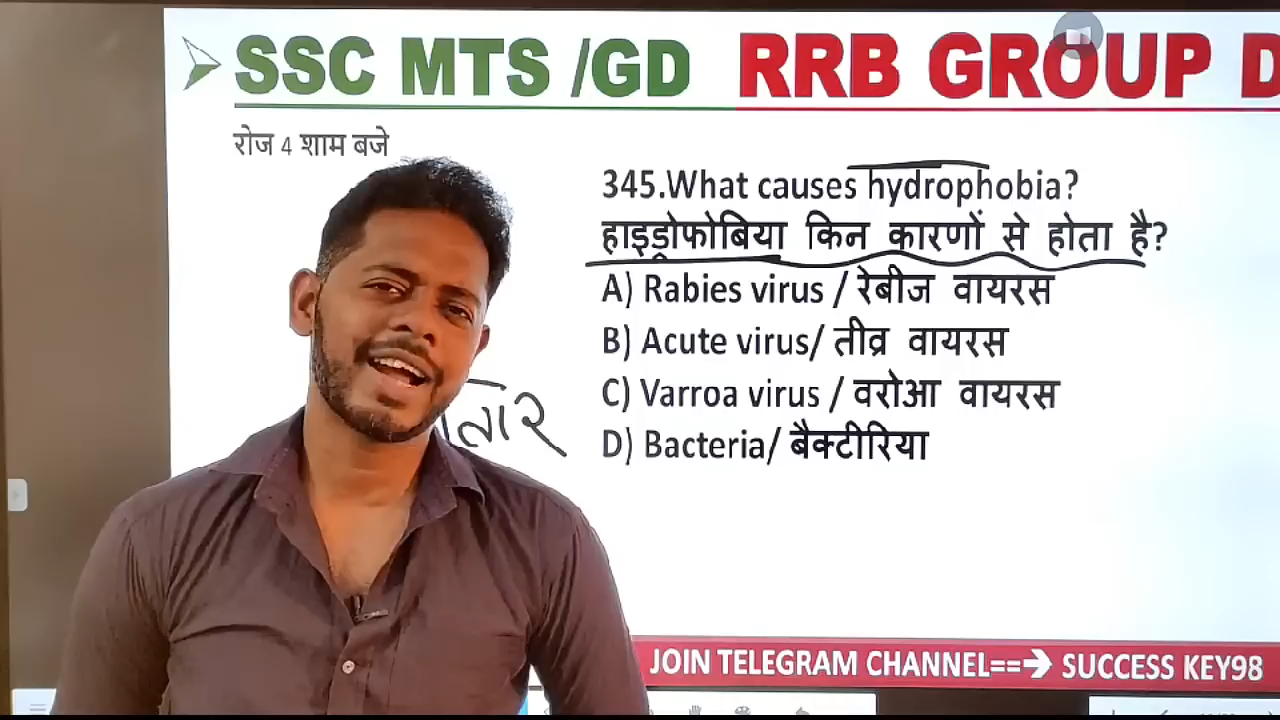 SSC MTS /GD RRB GROUP D
रोज 4 शाम बजे
345.What causes hydrophobia?
हाइड्रोफोबिया किन कारणों से होता है?
A) Rabies virus / रेबीज वायरस
B) Acute virus/ तीव्र वायरस
C) Varroa virus / वरोआ वायरस
D) Bacteria/ बैक्टीरिया
JOIN TELEGRAM CHANNEL==➔ SUCCESS KEY98